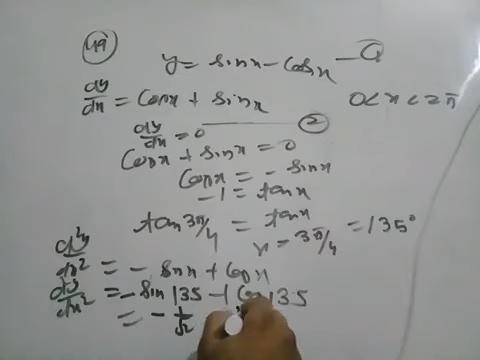 49
y = sinx - cosx - ①
dy/dx = cosx + sinx 0 < x < 2π
②
dy/dx = 0
cosx + sinx = 0
cosx = - sinx
-1 = tanx
tan 3π/4 = tanx
x = 3π/4 = 135°
d²y/dx² = - sinx + cosx
dy/dx² = - sin 135 - 1 cos 135
= - 1/√2